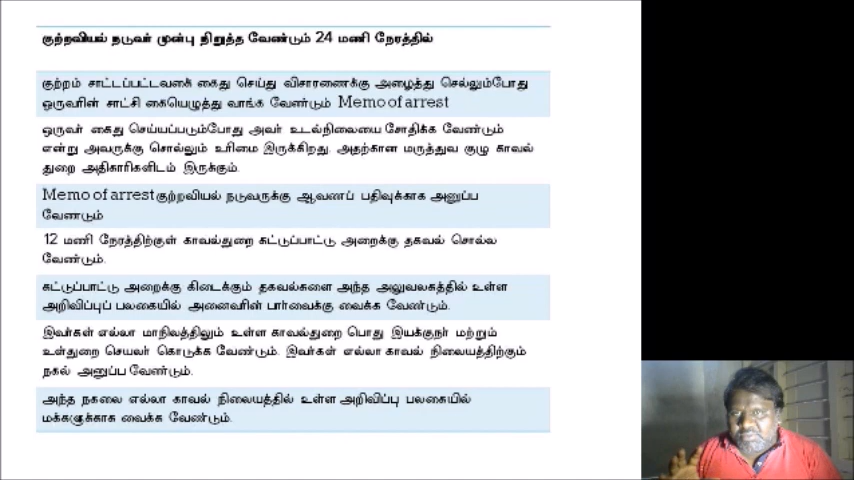 குற்றவியல் நடுவர் முன்பு நிறுத்த வேண்டும் 24 மணி நேரத்தில்
குற்றம் சாட்டப்பட்டவகை கைது செய்து விசாரணைக்கு அழைத்து செல்லும்போது
ஒருவரின் சாட்சி கையெழுத்து வாங்க வேண்டும் Memo of arrest
ஒருவர் கைது செய்யப்படும்போது அவர் உடல்நிலையை சோதிக்க வேண்டும்
என்று அவருக்கு சொல்லும் உரிமை இருக்கிறது. அதற்கான மருத்துவ குழு காவல்
துறை அதிகாரிகளிடம் இருக்கும்.
Memo of arrest குற்றவியல் நடுவருக்கு ஆவணப் பதிவுக்காக அனுப்ப
வேணடும்
12 மணி நேரத்திற்குள் காவல்துறை கட்டுப்பாட்டு அறைக்கு தகவல் சொல்ல
வேண்டும்.
கட்டுப்பாட்டு அறைக்கு கிடைக்கும் தகவல்களை அந்த அலுவலகத்தில் உள்ள
அறிவிப்புப் பலகையில் அனைவரின் பார்வைக்கு வைக்க வேண்டும்.
இவர்கள் எல்லா மாநிலத்திலும் உள்ள காவல்துறை பொது இயக்குநர் மற்றும்
உள்துறை செயலர் கொடுக்க வேண்டும். இவர்கள் எல்லா காவல் நிலையத்திற்கும்
நகல் அனுப்ப வேண்டும்.
அந்த நகலை எல்லா காவல் நிலையத்தில் உள்ள அறிவிப்பு பலகையில்
மக்களுக்காக வைக்க வேண்டும்.